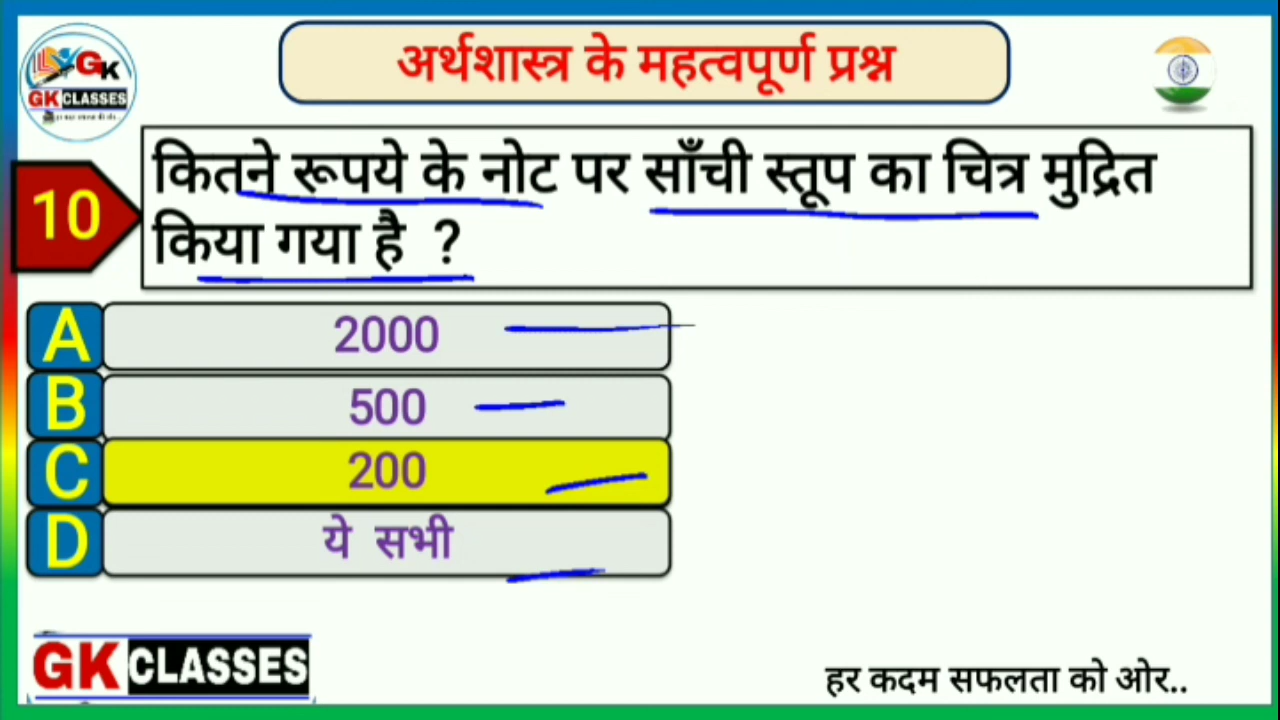 GK
GK CLASSES
अर्थशास्त्र के महत्वपूर्ण प्रश्न
10
कितने रूपये के नोट पर साँची स्तूप का चित्र मुद्रित
किया गया है ?
A 2000
B 500
C 200
D ये सभी
GK CLASSES
हर कदम सफलता को ओर..